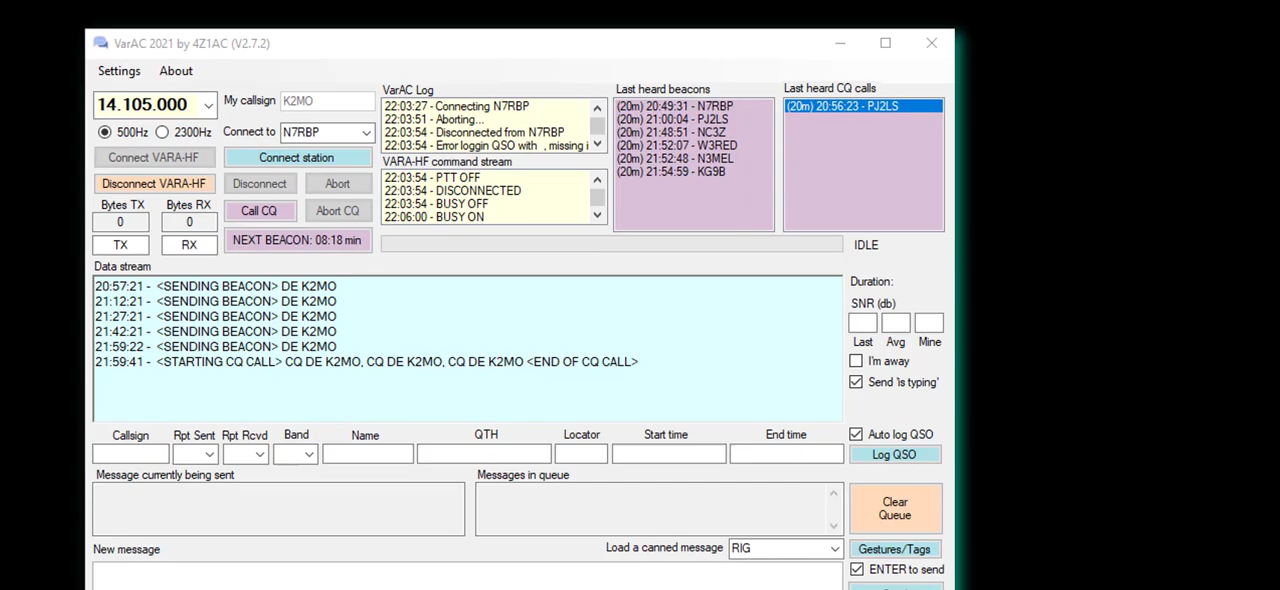 VarAC 2021 by 4Z1AC (V2.7.2)
Settings About
14.105.000
My callsign K2MO
500Hz 2300Hz
Connect to N7RBP
Connect VARA-HF
Connect station
Disconnect VARA-HF
Disconnect Abort
Bytes TX Bytes RX
0 0
Call CQ Abort CQ
TX RX
NEXT BEACON: 08:18 min
VarAC Log
22:03:27 - Connecting N7RBP
22:03:51 - Aborting...
22:03:54 - Disconnected from N7RBP
22:03:54 - Error loggin QSO with , missing i
VARA-HF command stream
22:03:54 - PTT OFF
22:03:54 - DISCONNECTED
22:03:54 - BUSY OFF
22:06:00 - BUSY ON
Last heard beacons
(20m) 20:49:31 - N7RBP
(20m) 21:00:04 - PJ2LS
(20m) 21:48:51 - NC3Z
(20m) 21:52:07 - W3RED
(20m) 21:52:48 - N3MEL
(20m) 21:54:59 - KG9B
Last heard CQ calls
(20m) 20:56:23 - PJ2LS
IDLE
Data stream
20:57:21 - <SENDING BEACON> DE K2MO
21:12:21 - <SENDING BEACON> DE K2MO
21:27:21 - <SENDING BEACON> DE K2MO
21:42:21 - <SENDING BEACON> DE K2MO
21:59:22 - <SENDING BEACON> DE K2MO
21:59:41 - <STARTING CQ CALL> CQ DE K2MO, CQ DE K2MO, CQ DE K2MO <END OF CQ CALL>
Duration:
SNR (db)
Last Avg Mine
I'm away
Send 'is typing'
Callsign Rpt Sent Rpt Rcvd Band Name QTH Locator Start time End time
Auto log QSO
Log QSO
Message currently being sent
Messages in queue
Clear
Queue
New message
Load a canned message RIG
Gestures/Tags
ENTER to send